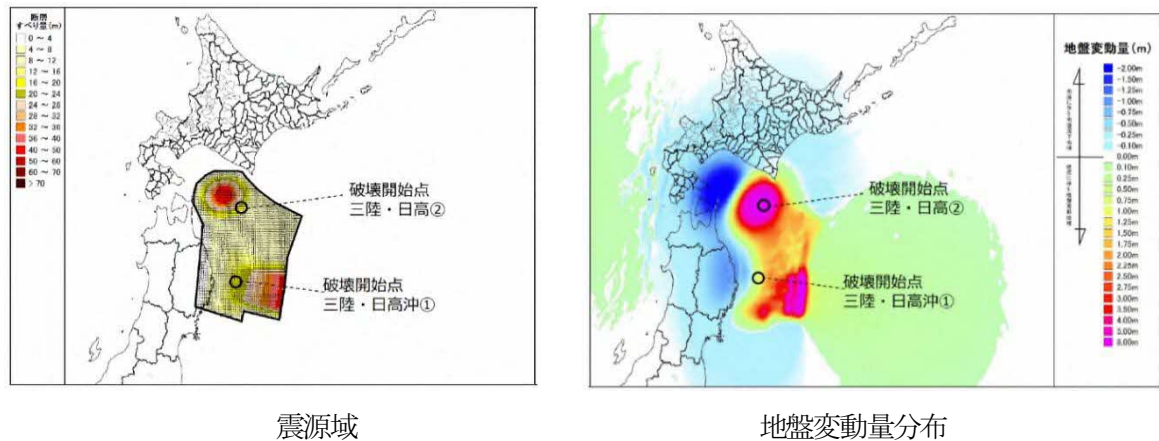 断層
すべり量(m)
0 ~ 4
4 ~ 8
8 ~ 12
12 ~ 16
16 ~ 20
20 ~ 24
24 ~ 28
28 ~ 32
32 ~ 36
36 ~ 40
40 ~ 50
50 ~ 60
60 ~ 70
> 70
破壊開始点
三陸・日高②
破壊開始点
三陸・日高沖①
震源域
地盤変動量(m)
-2.00m
-1.50m
-1.25m
-1.00m
-0.75m
-0.50m
-0.25m
-0.10m
0.00m
0.10m
0.25m
0.50m
0.75m
1.00m
1.25m
1.50m
1.75m
2.00m
2.25m
2.50m
2.75m
3.00m
3.50m
4.00m
5.00m
6.00m
破壊開始点
三陸・日高②
破壊開始点
三陸・日高沖①
地盤変動量分布